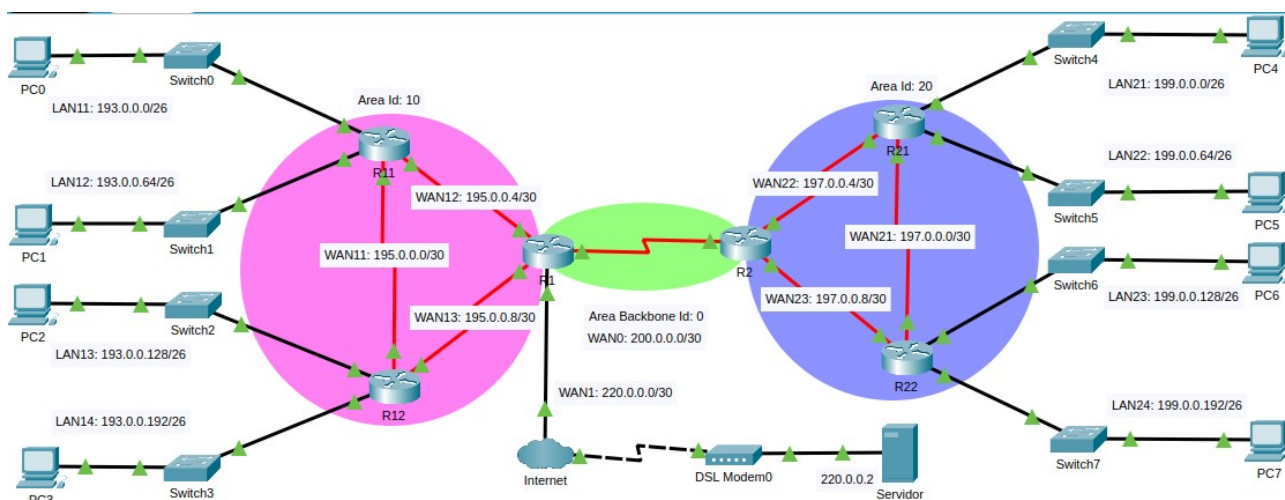 PC0
Switch0
LAN11: 193.0.0.0/26
Area Id: 10
R11
LAN12: 193.0.0.64/26
WAN12: 195.0.0.4/30
PC1
Switch1
WAN11: 195.0.0.0/30
R1
PC2
Switch2
WAN13: 195.0.0.8/30
LAN13: 193.0.0.128/26
R12
LAN14: 193.0.0.192/26
PC3
Switch3
Area Backbone Id: 0
WAN0: 200.0.0.0/30
WAN1: 220.0.0.0/30
Internet
DSL Modem0
220.0.0.2
Servidor
Switch4
PC4
Area Id: 20
LAN21: 199.0.0.0/26
R21
LAN22: 199.0.0.64/26
WAN22: 197.0.0.4/30
Switch5
PC5
WAN21: 197.0.0.0/30
R2
Switch6
PC6
WAN23: 197.0.0.8/30
LAN23: 199.0.0.128/26
R22
LAN24: 199.0.0.192/26
Switch7
PC7